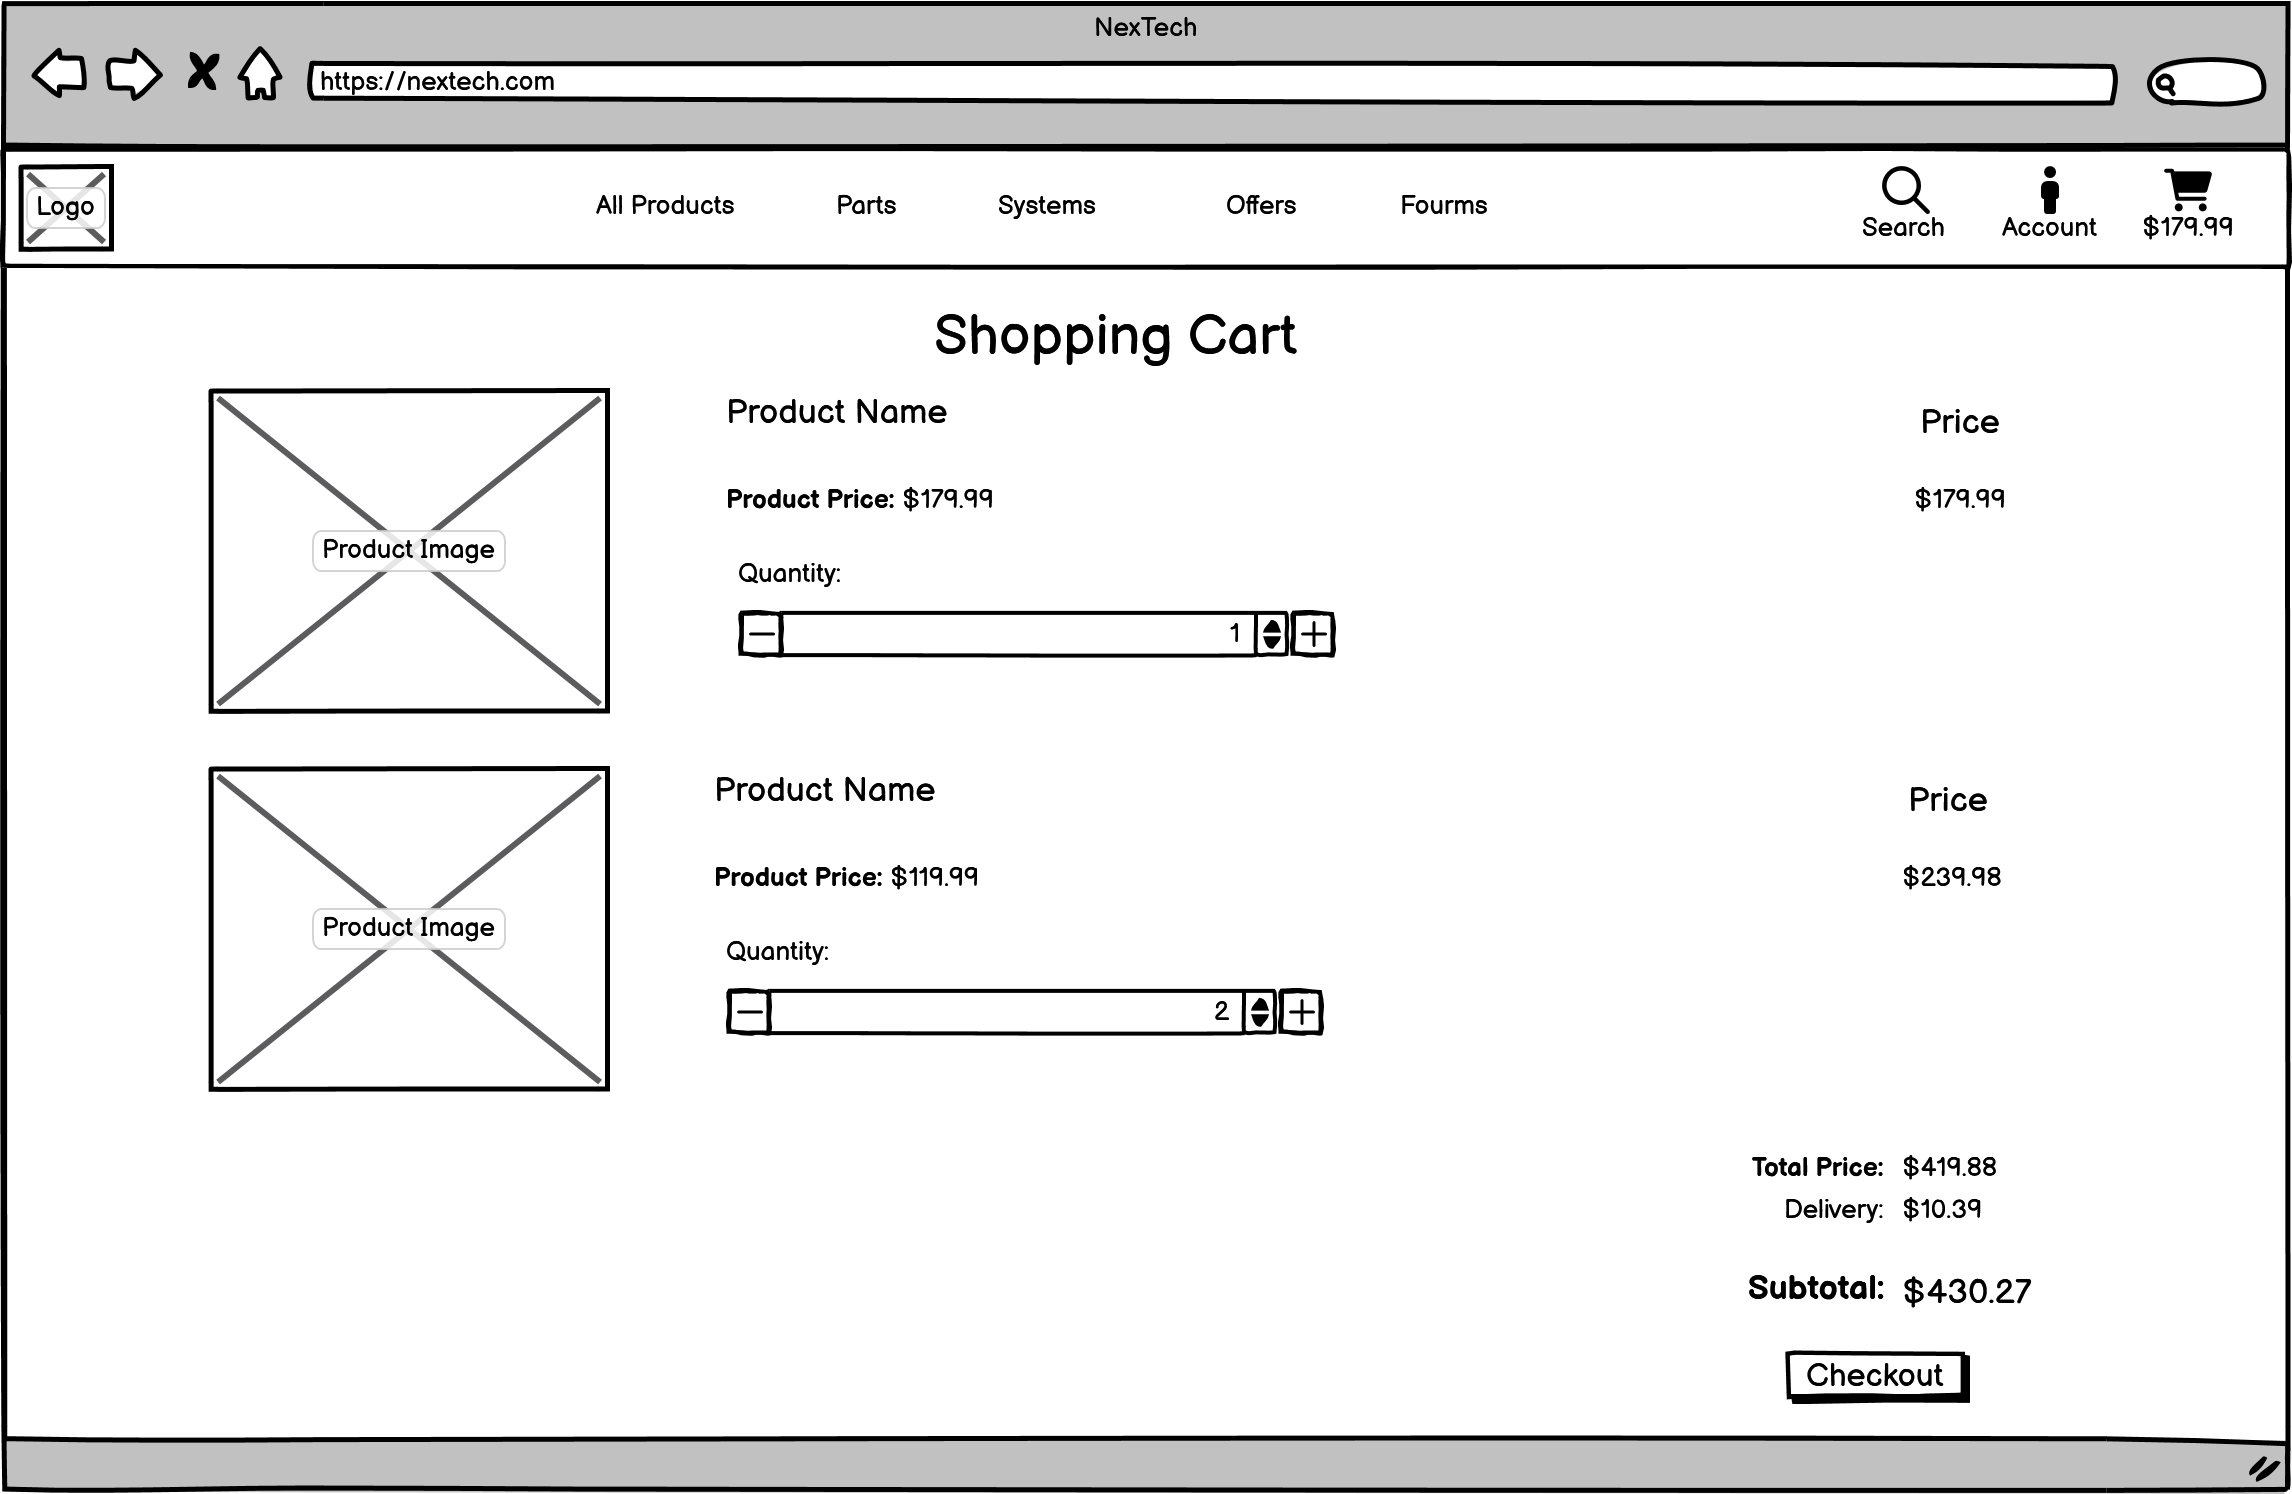 NexTech
https://nextech.com
Logo
All Products Parts Systems Offers Fourms
Search Account $179.99
Shopping Cart
Product Name
Price
Product Image
Product Price: $179.99
$179.99
Quantity:
1
Product Name
Price
Product Image
Product Price: $119.99
$239.98
Quantity:
2
Total Price: $419.88
Delivery: $10.39
Subtotal: $430.27
Checkout